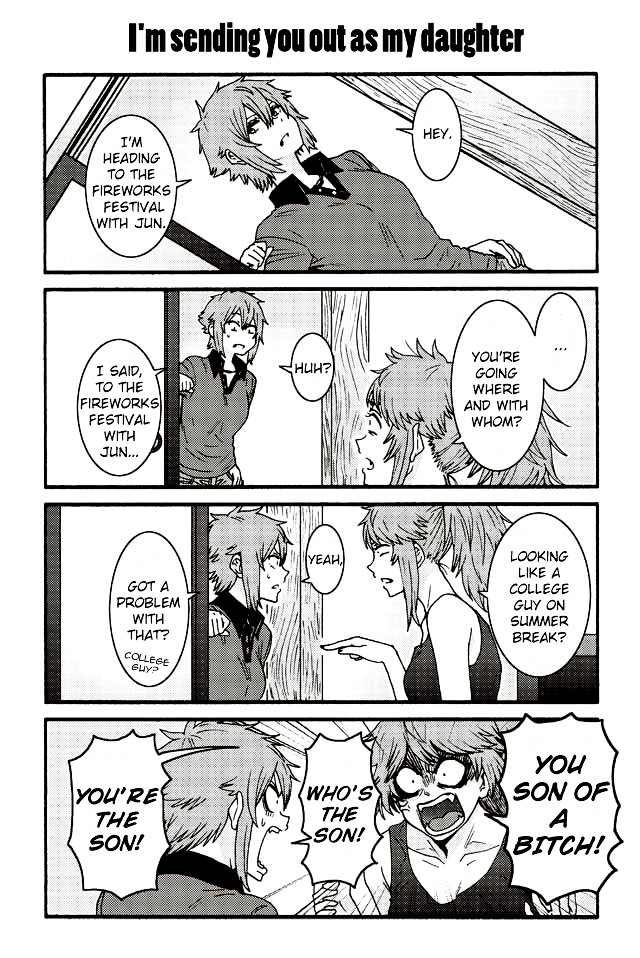 I'm sending you out as my daughter
HEY.
I'M
HEADING
TO THE
FIREWORKS
FESTIVAL
WITH JUN.
...
YOU'RE
GOING
WHERE
AND WITH
WHOM?
HUH?
I SAID,
TO THE
FIREWORKS
FESTIVAL
WITH
JUN...
LOOKING
LIKE A
COLLEGE
GUY ON
SUMMER
BREAK?
YEAH,
GOT A
PROBLEM
WITH
THAT?
COLLEGE
GUY?
YOU
SON OF
A
BITCH!
WHO'S
THE
SON!
YOU'RE
THE
SON!